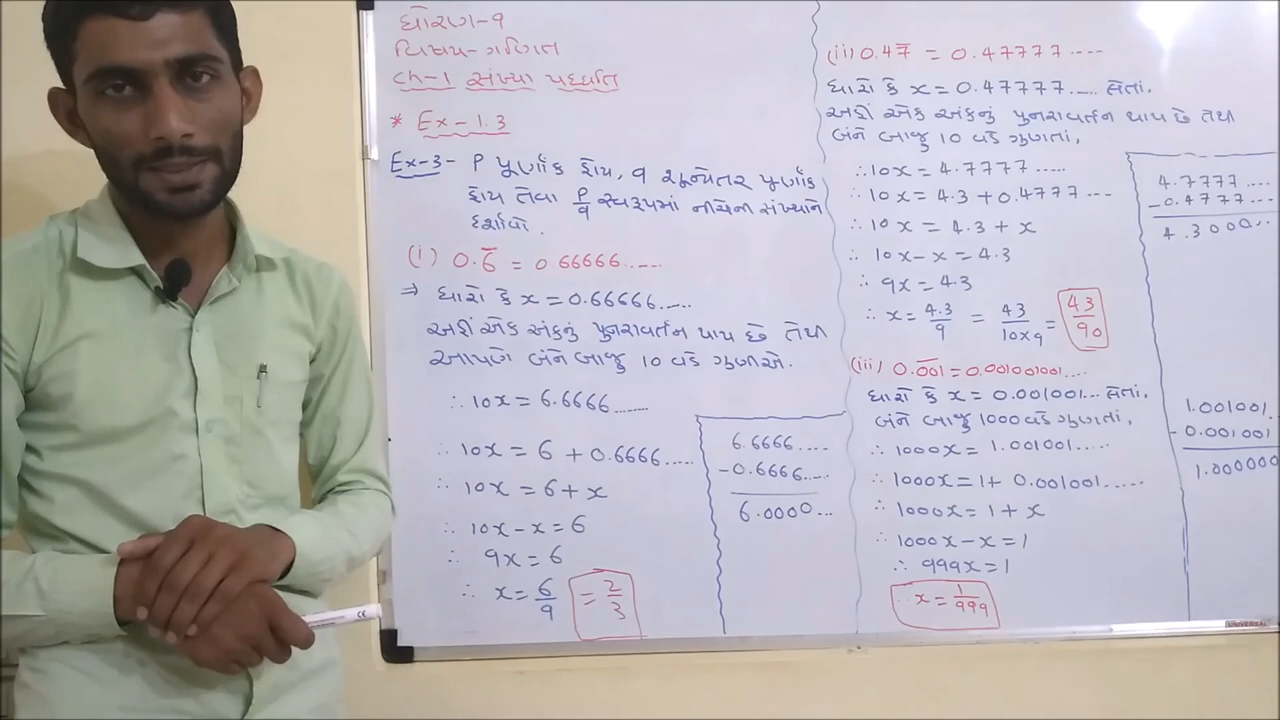 ધોરણ-૧
વિષય-ગણિત
Ch-1 સંખ્યા પધ્ધતિ
* Ex-1.3
Ex-3- P પૂર્ણાંક હોય, q શૂન્યેતર પૂર્ણાંક
હોય તેવા p/q સ્વરૂપમાં નીચેની સંખ્યાને
દર્શાવો.
(i) 0.6̅ = 0.66666.....
⇒ ધારો કે x = 0.66666.....
અહીં એક અંકનું પુનરાવર્તન થાય છે તેથી
આપણે બંને બાજુ 10 વડે ગુણીએ.
∴ 10x = 6.6666........
∴ 10x = 6 + 0.6666.....
∴ 10x = 6 + x
∴ 10x - x = 6
∴ 9x = 6
∴ x = 6/9 = 2/3
6.6666....
-0.6666....
6.0000...
(ii) 0.47̅ = 0.47777....
ધારો કે x = 0.47777..... લેતાં,
અહીં એક અંકનું પુનરાવર્તન થાય છે તેથી
બંને બાજુ 10 વડે ગુણતાં,
∴ 10x = 4.7777.....
∴ 10x = 4.3 + 0.4777...
∴ 10x = 4.3 + x
∴ 10x - x = 4.3
∴ 9x = 4.3
∴ x = 4.3/9 = 43/10x9 = 43/90
4.7777....
-0.4777...
4.3000..
(iii) 0.0̅0̅1̅ = 0.001001001....
ધારો કે x = 0.001001... લેતાં,
બંને બાજુ 1000 વડે ગુણતાં,
∴ 1000x = 1.001001.....
∴ 1000x = 1 + 0.001001.....
∴ 1000x = 1 + x
∴ 1000x - x = 1
∴ 999x = 1
∴ x = 1/999
1.001001.
- 0.001001
1.000000
UNIVERSAL